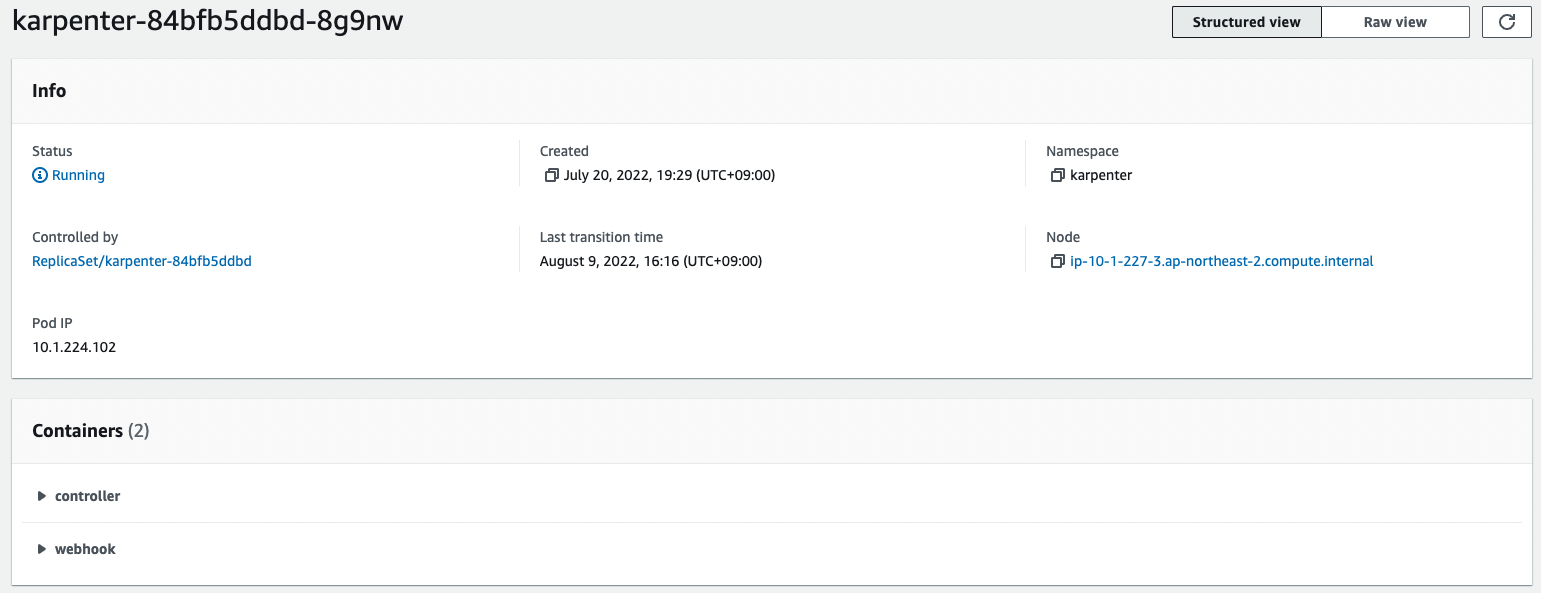 karpenter-84bfb5ddbd-8g9nw
Structured view
Raw view
Info
Status
Running
Created
July 20, 2022, 19:29 (UTC+09:00)
Namespace
karpenter
Controlled by
ReplicaSet/karpenter-84bfb5ddbd
Last transition time
August 9, 2022, 16:16 (UTC+09:00)
Node
ip-10-1-227-3.ap-northeast-2.compute.internal
Pod IP
10.1.224.102
Containers (2)
controller
webhook